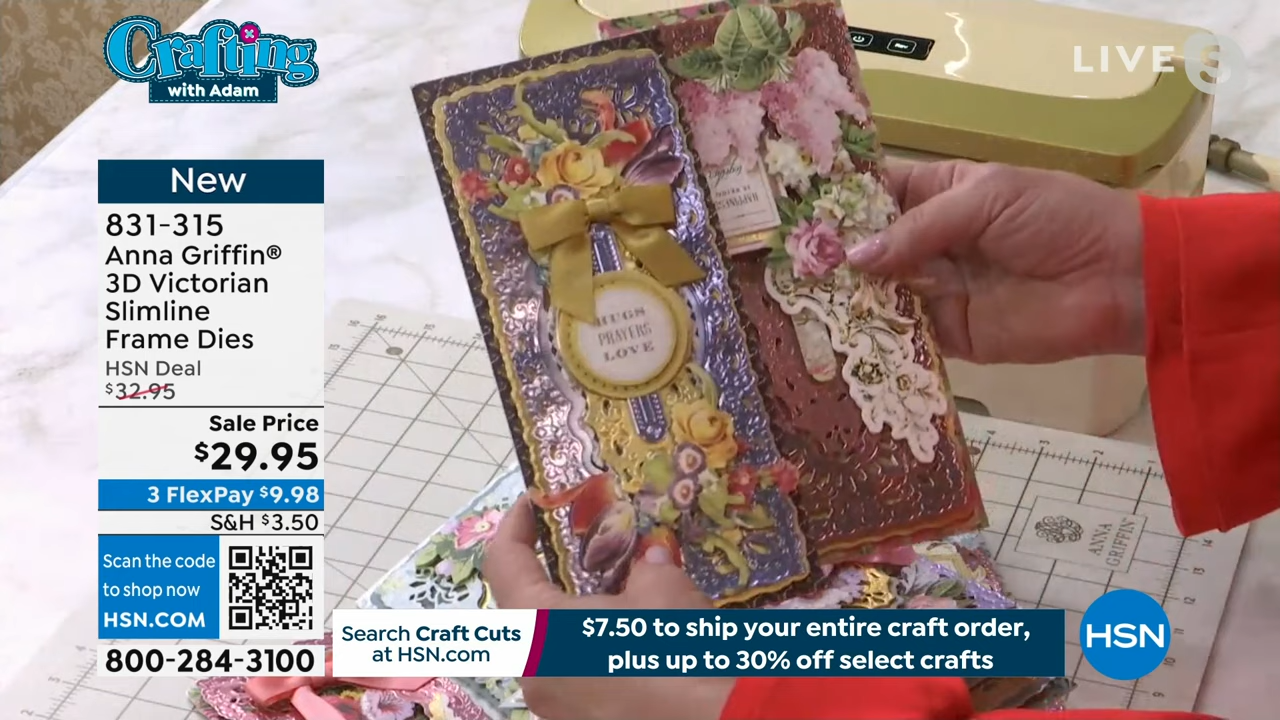 Crafting
with Adam
LIVE S
New
831-315
Anna Griffin®
3D Victorian
Slimline
Frame Dies
HSN Deal
$32.95
Sale Price
$29.95
3 FlexPay $9.98
S&H $3.50
Scan the code
to shop now
HSN.COM
800-284-3100
Search Craft Cuts
at HSN.com
$7.50 to ship your entire craft order,
plus up to 30% off select crafts
HSN
HUGS
PRAYERS
LOVE
HAPPINESS
ANNA
GRIFFIN